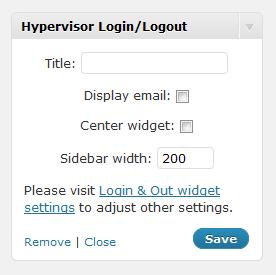 Hypervisor Login/Logout
Title:
Display email:
Center widget:
Sidebar width: 200
Please visit Login & Out widget
settings to adjust other settings.
Remove | Close
Save